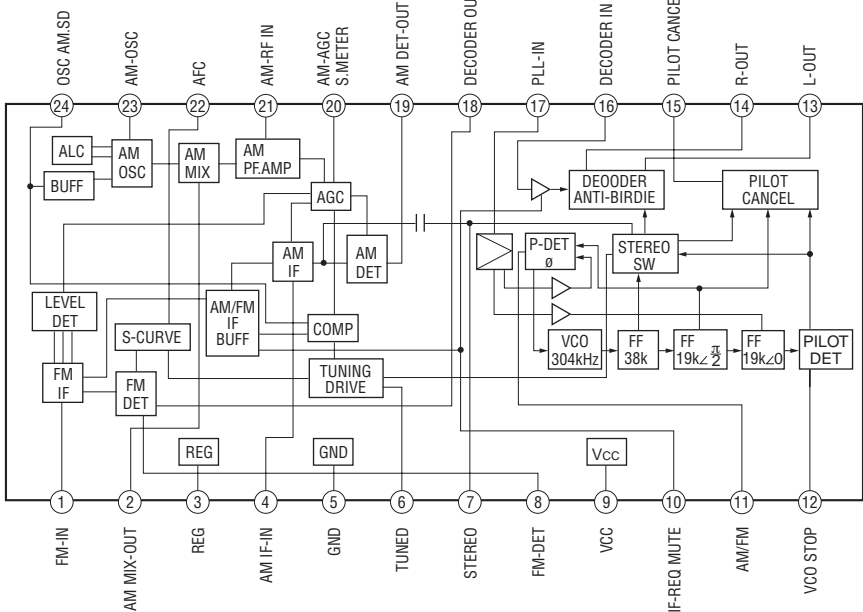 OSC AM.SD
AM-OSC
AFC
AM-RF IN
AM-AGC
S.METER
AM DET-OUT
DECODER OU
PLL-IN
DECODER IN
PILOT CANCE
R-OUT
L-OUT
24
23
22
21
20
19
18
17
16
15
14
13
ALC
BUFF
AM
OSC
AM
MIX
AM
PF.AMP
AGC
DEODER
ANTI-BIRDIE
PILOT
CANCEL
AM
IF
AM
DET
P-DET
ø
STEREO
SW
LEVEL
DET
S-CURVE
AM/FM
IF
BUFF
COMP
VCO
304kHz
FF
38k
FF
19k∠ π/2
FF
19k∠0
PILOT
DET
FM
IF
FM
DET
TUNING
DRIVE
REG
GND
Vcc
1
2
3
4
5
6
7
8
9
10
11
12
FM-IN
AM MIX-OUT
REG
AM IF-IN
GND
TUNED
STEREO
FM-DET
VCC
IF-REQ MUTE
AM/FM
VCO STOP